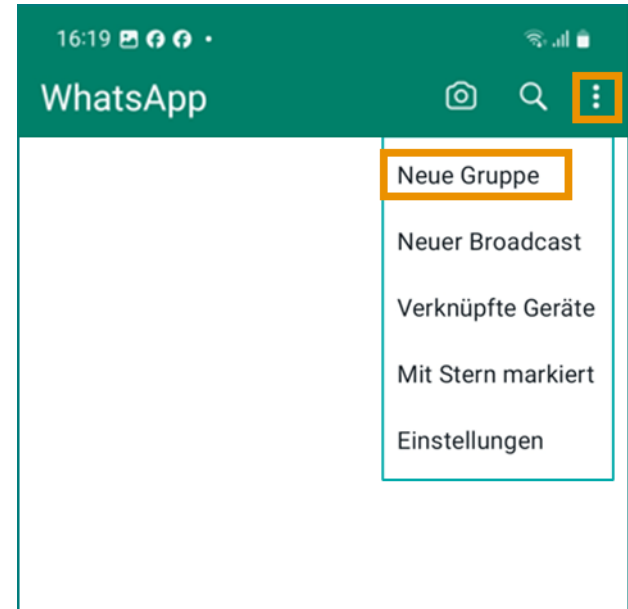 16:19
WhatsApp
Neue Gruppe
Neuer Broadcast
Verknüpfte Geräte
Mit Stern markiert
Einstellungen